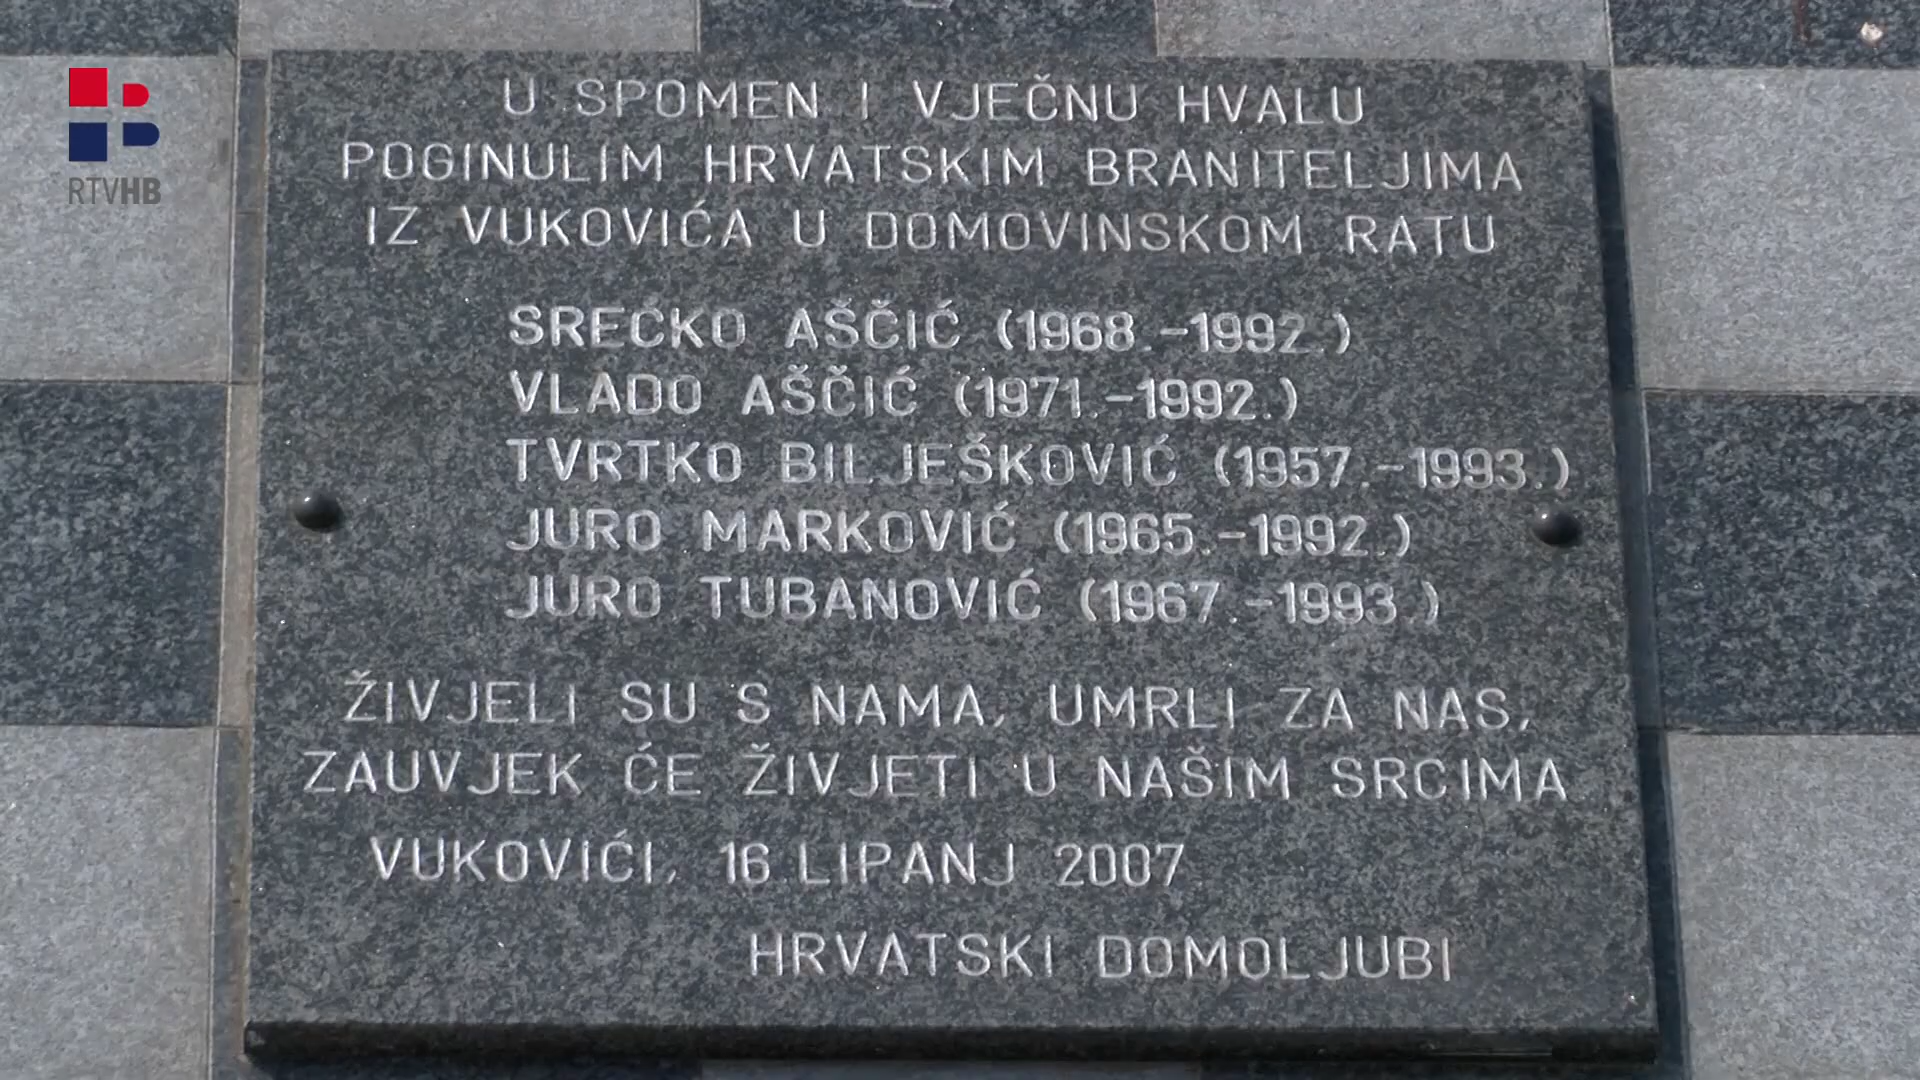 RTVHB
U SPOMEN I VJEČNU HVALU
POGINULIM HRVATSKIM BRANITELJIMA
IZ VUKOVIĆA U DOMOVINSKOM RATU
SREĆKO AŠČIĆ (1968.-1992.)
VLADO AŠČIĆ (1971.-1992.)
TVRTKO BILJEŠKOVIĆ (1957.-1993.)
JURO MARKOVIĆ (1965.-1992.)
JURO TUBANOVIĆ (1967.-1993.)
ŽIVJELI SU S NAMA, UMRLI ZA NAS,
ZAUVJEK ĆE ŽIVJETI U NAŠIM SRCIMA
VUKOVIĆI, 16.LIPANJ 2007
HRVATSKI DOMOLJUBI